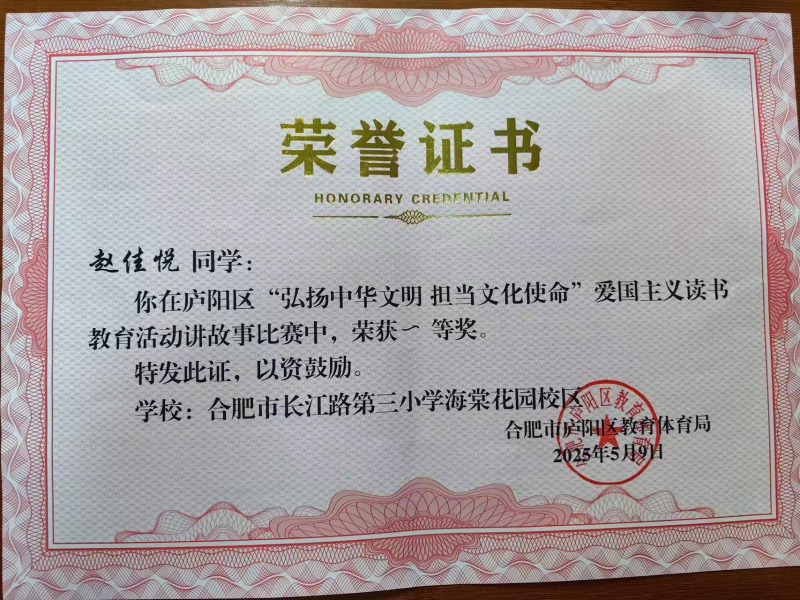 荣誉证书
HONORARY CREDENTIAL
赵佳悦 同学：
你在庐阳区“弘扬中华文明 担当文化使命”爱国主义读书
教育活动讲故事比赛中，荣获一 等奖。
特发此证，以资鼓励。
学校：合肥市长江路第三小学海棠花园校区
合肥市庐阳区教育体育局
2025年5月9日